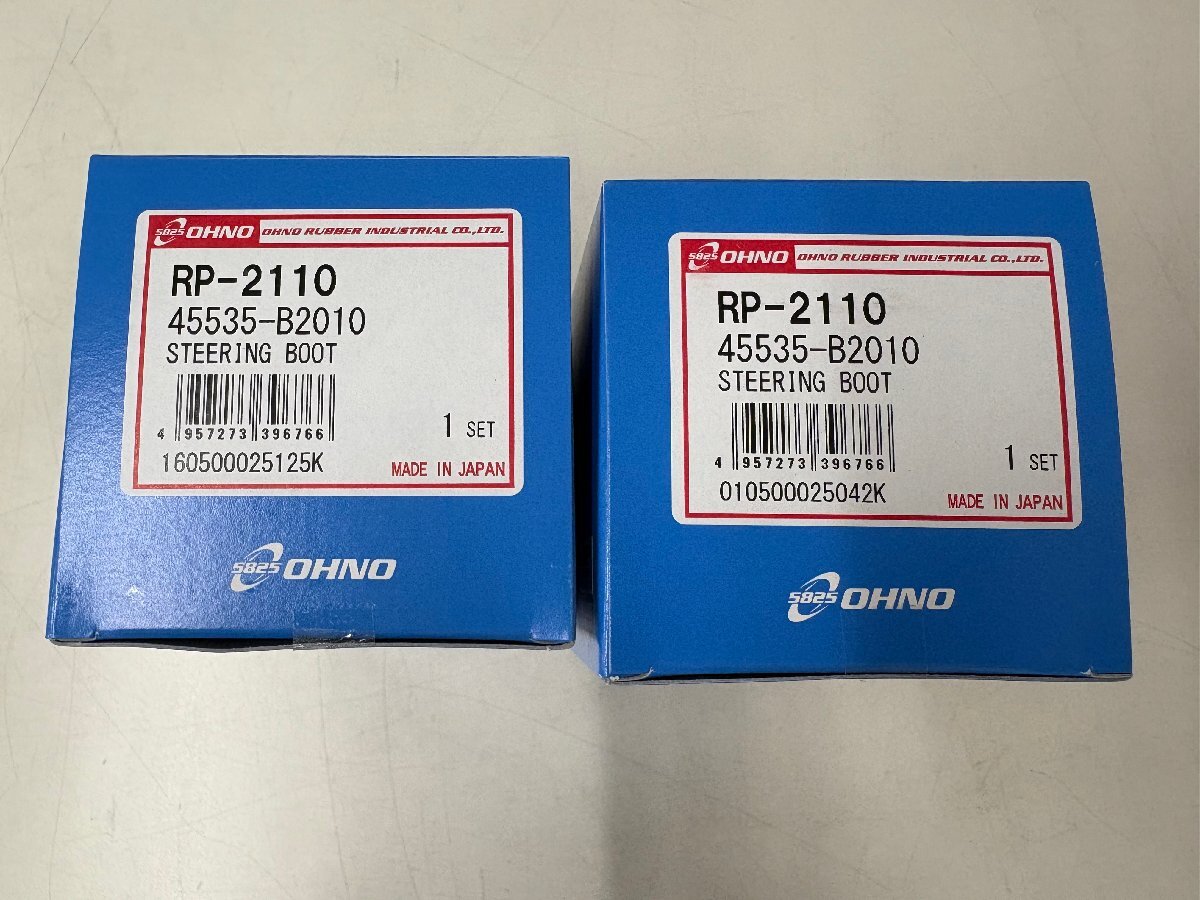 5825 OHNO OHNO RUBBER INDUSTRIAL CO.,LTD.
RP-2110
45535-B2010
STEERING BOOT
4 957273 396766
1 SET
160500025125K
MADE IN JAPAN
5825 OHNO
5825 OHNO OHNO RUBBER INDUSTRIAL CO.,LTD.
RP-2110
45535-B2010
STEERING BOOT
4 957273 396766
1 SET
010500025042K
MADE IN JAPAN
5825 OHNO